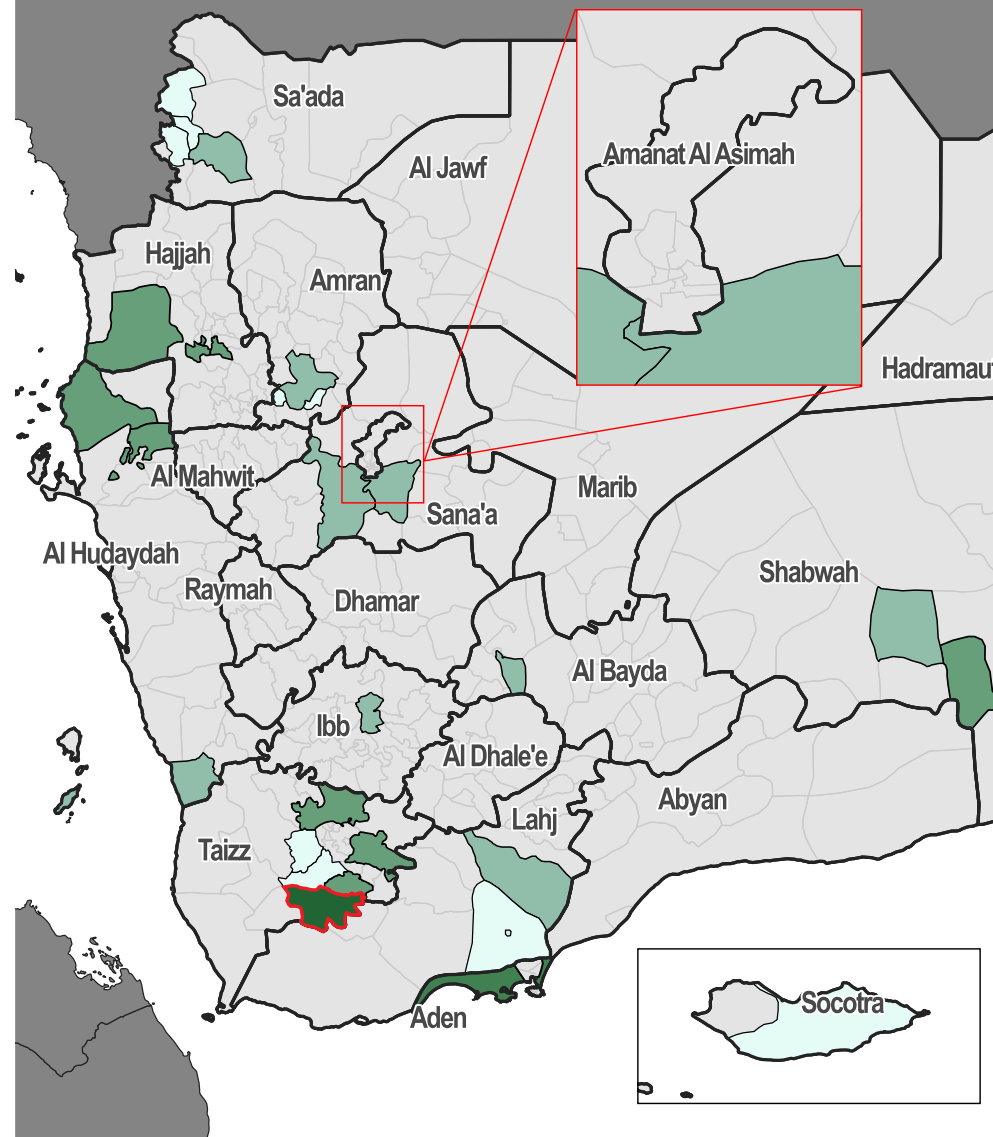 Sa'ada
Al Jawf
Amanat Al Asimah
Hajjah
Amran
Hadramaut
Al Mahwit
Marib
Sana'a
Al Hudaydah
Shabwah
Raymah
Dhamar
Al Bayda
Ibb
Al Dhale'e
Abyan
Lahj
Taizz
Socotra
Aden